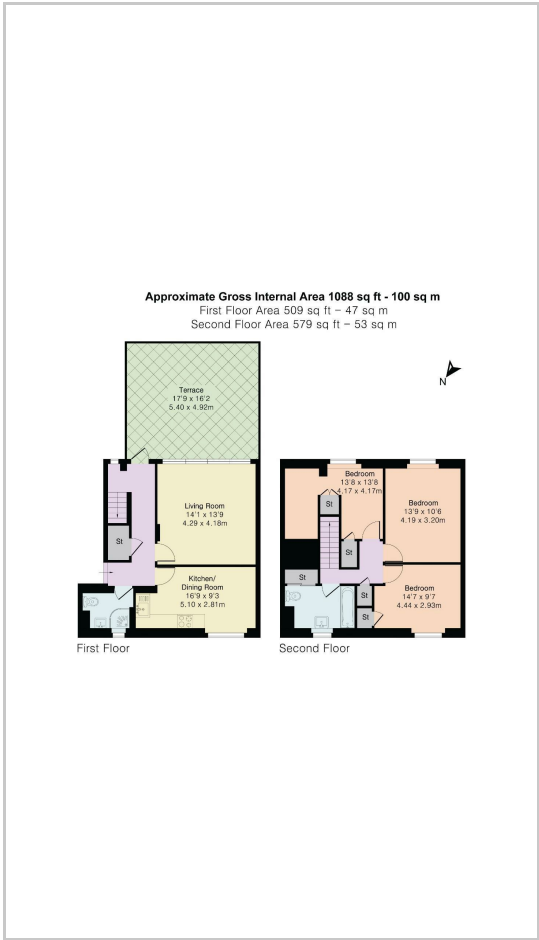 Approximate Gross Internal Area 1088 sq ft - 100 sq m
First Floor Area 509 sq ft – 47 sq m
Second Floor Area 579 sq ft – 53 sq m
N
Terrace
17'9 x 16'2
5.40 x 4.92m
Living Room
14'1 x 13'9
4.29 x 4.18m
St
Kitchen/
Dining Room
16'9 x 9'3
5.10 x 2.81m
First Floor
Bedroom
13'8 x 13'8
4.17 x 4.17m
St
Bedroom
13'9 x 10'6
4.19 x 3.20m
St
St
Bedroom
14'7 x 9'7
4.44 x 2.93m
St
St
Second Floor